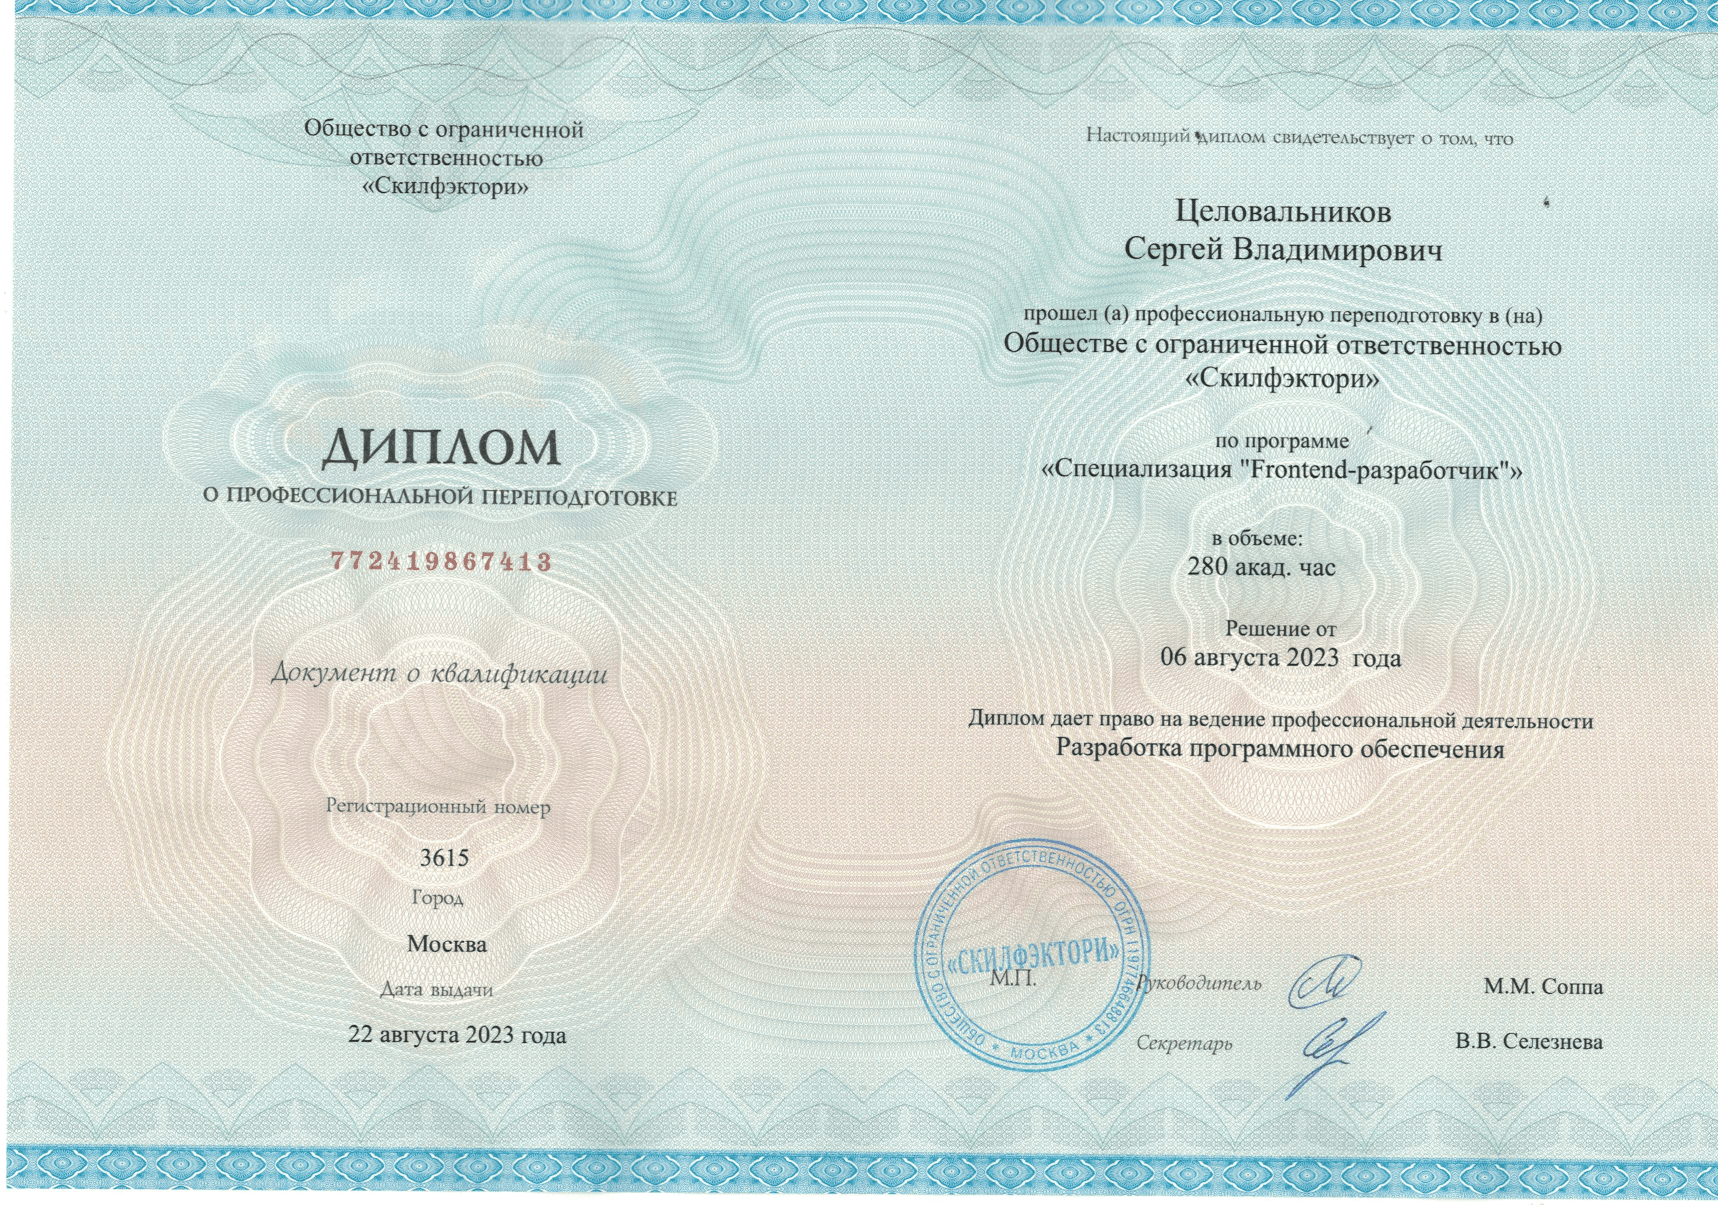 Общество с ограниченной
ответственностью
«Скилфэктори»
ДИПЛОМ
О ПРОФЕССИОНАЛЬНОЙ ПЕРЕПОДГОТОВКЕ
772419867413
Документ о квалификации
Регистрационный номер
3615
Город
Москва
Дата выдачи
22 августа 2023 года
Настоящий диплом свидетельствует о том, что
Целовальников
Сергей Владимирович
прошел (а) профессиональную переподготовку в (на)
Обществе с ограниченной ответственностью
«Скилфэктори»
по программе
«Специализация "Frontend-разработчик"»
в объеме:
280 акад. час
Решение от
06 августа 2023 года
Диплом дает право на ведение профессиональной деятельности
Разработка программного обеспечения
ОБЩЕСТВО С ОГРАНИЧЕННОЙ ОТВЕТСТВЕННОСТЬЮ ОГРН 1197746648813
* МОСКВА *
«СКИЛФЭКТОРИ»
М.П.
Руководитель
М.М. Соппа
Секретарь
В.В. Селезнева